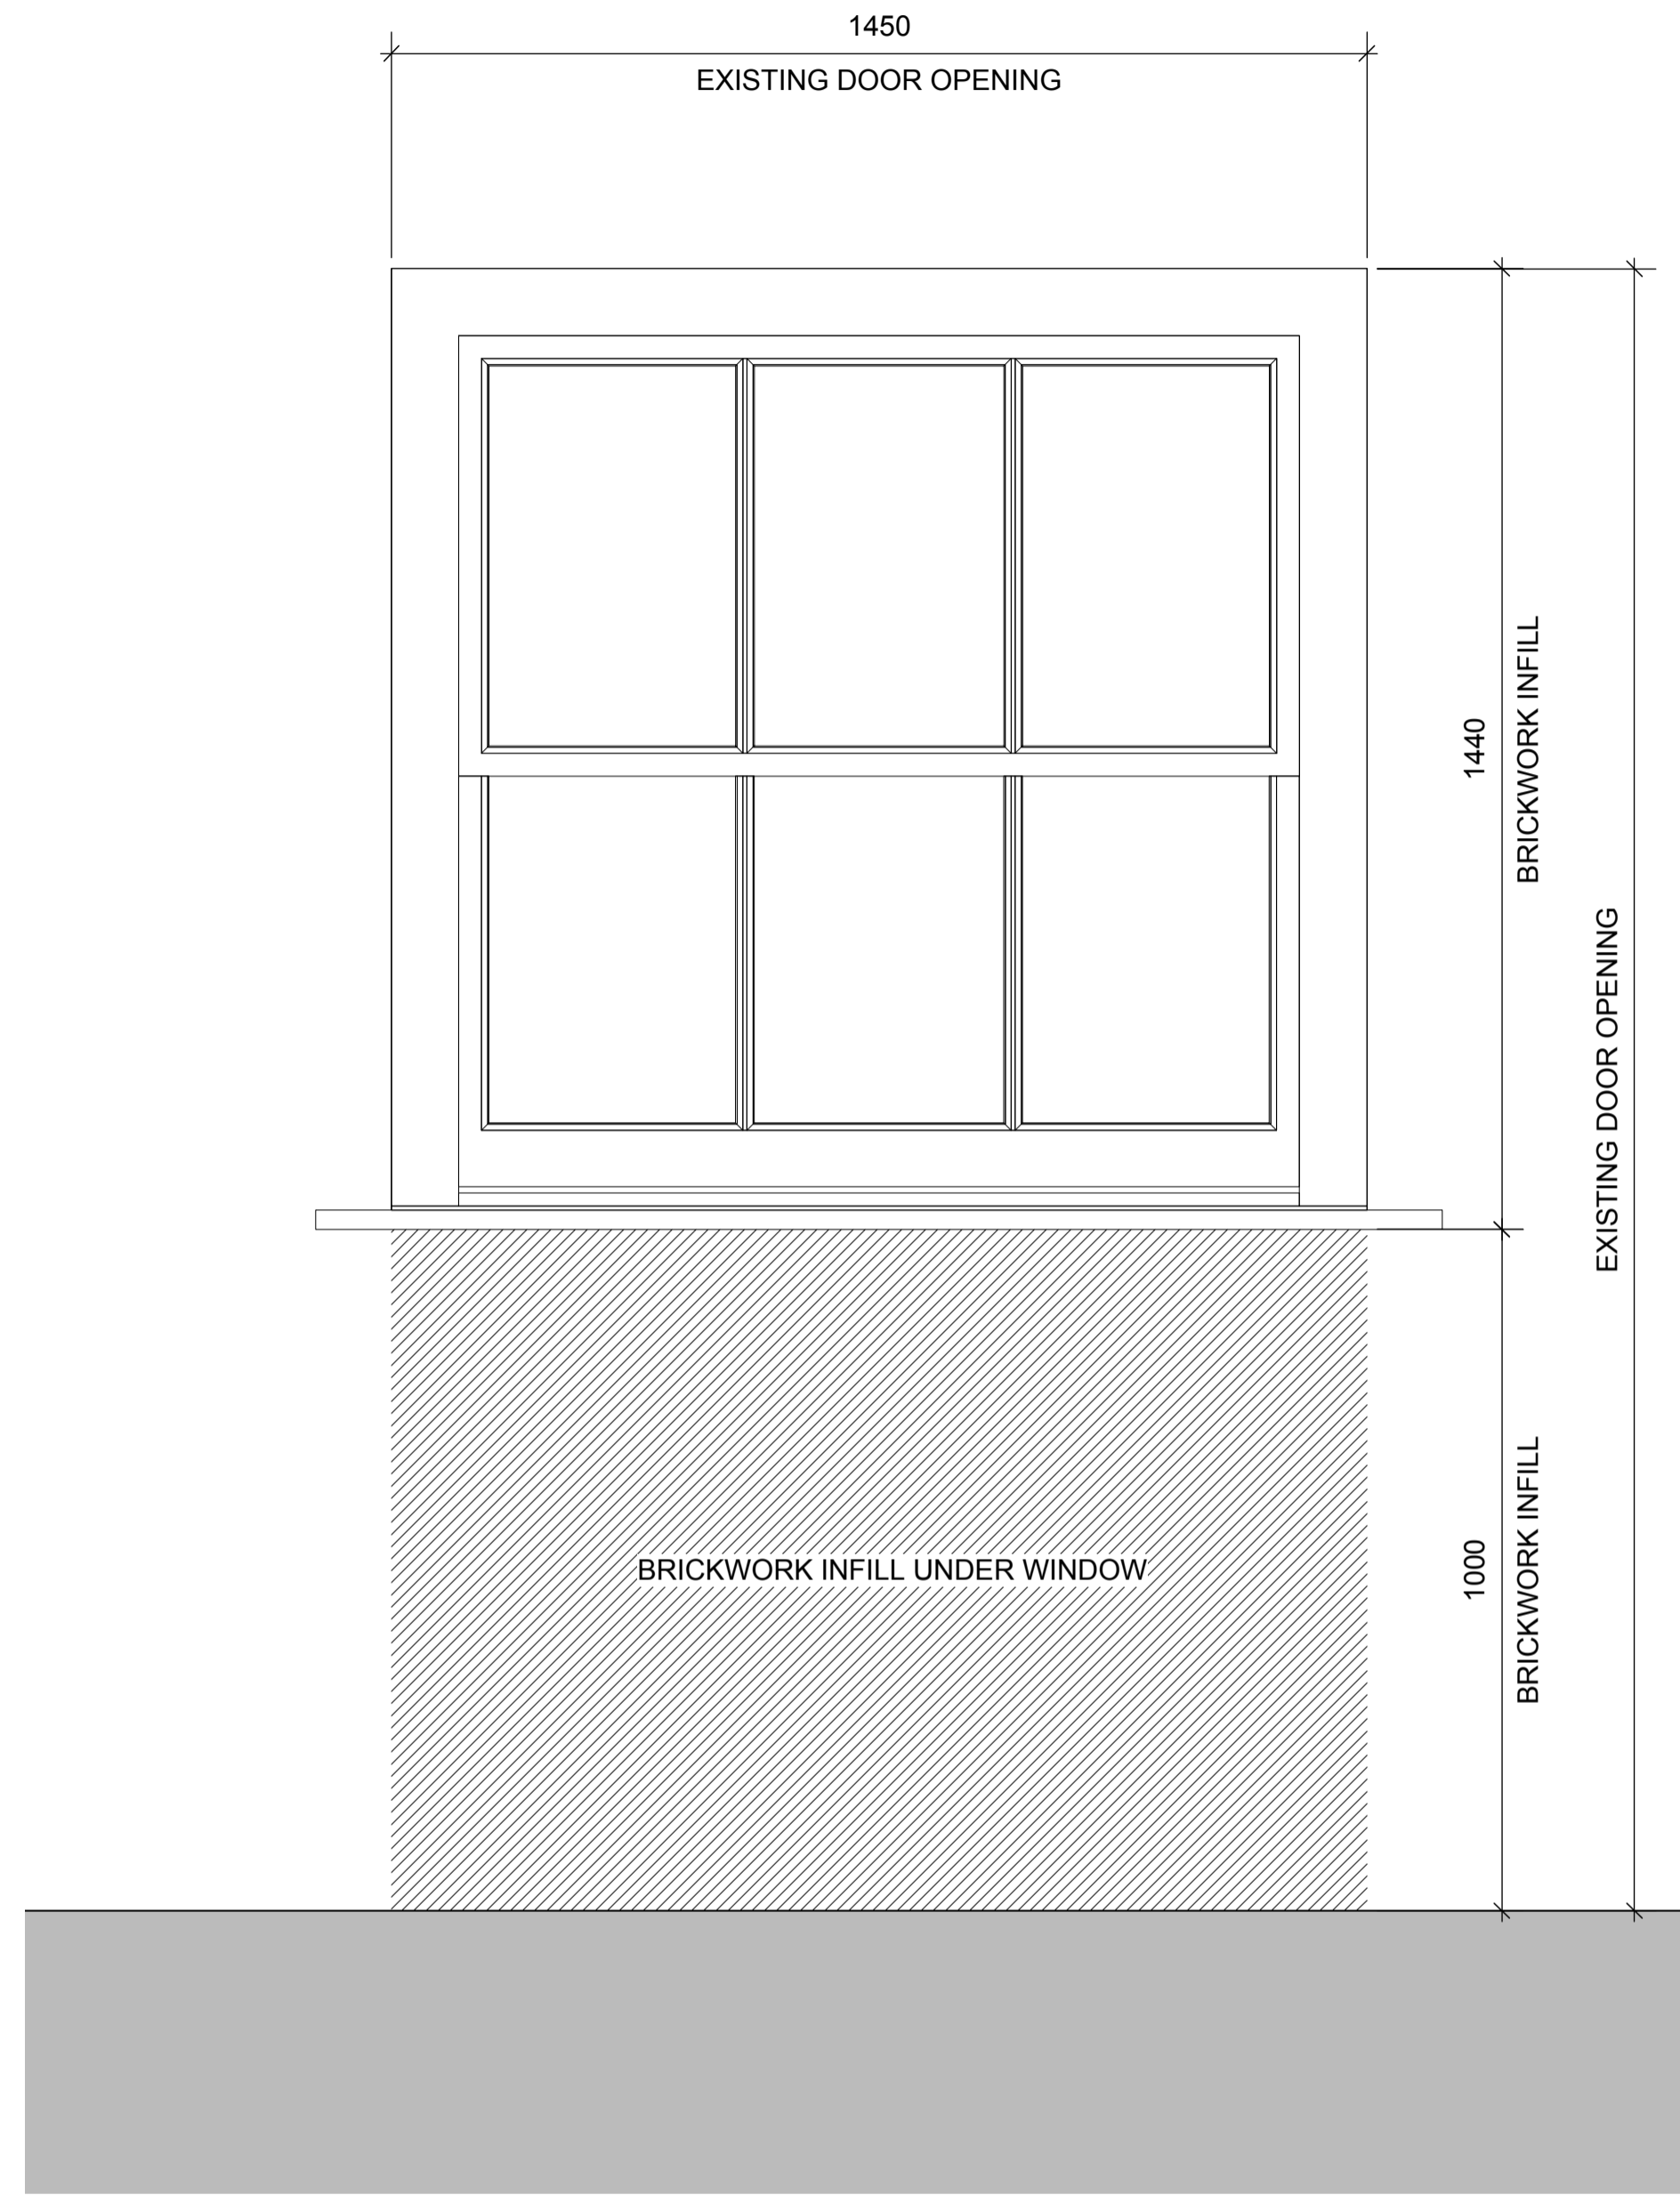 1450
EXISTING DOOR OPENING
1440
BRICKWORK INFILL
EXISTING DOOR OPENING
1000
BRICKWORK INFILL
BRICKWORK INFILL UNDER WINDOW